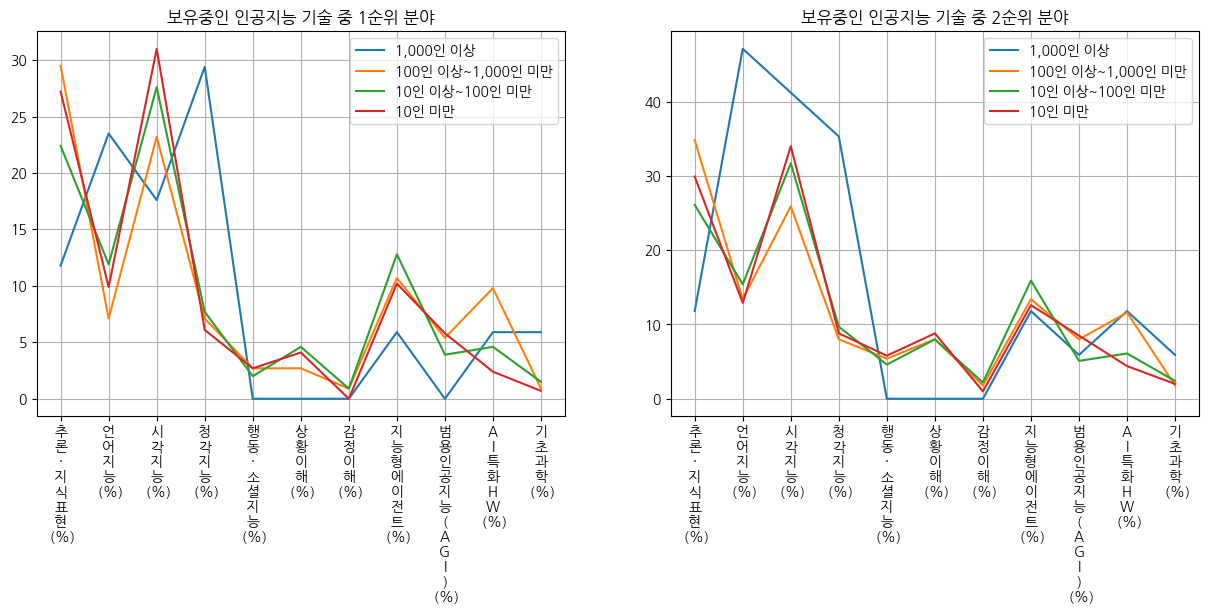 보유중인 인공지능 기술 중 1순위 분야
30
25
20
15
10
5
0
1,000인 이상
100인 이상~1,000인 미만
10인 이상~100인 미만
10인 미만
추론·지식표현(%)
언어지능(%)
시각지능(%)
청각지능(%)
행동·소셜지능(%)
상황이해(%)
감정이해(%)
지능형에이전트(%)
범용인공지능(AGI)(%)
AI특화HW(%)
기초과학(%)
보유중인 인공지능 기술 중 2순위 분야
40
30
20
10
0
1,000인 이상
100인 이상~1,000인 미만
10인 이상~100인 미만
10인 미만
추론·지식표현(%)
언어지능(%)
시각지능(%)
청각지능(%)
행동·소셜지능(%)
상황이해(%)
감정이해(%)
지능형에이전트(%)
범용인공지능(AGI)(%)
AI특화HW(%)
기초과학(%)